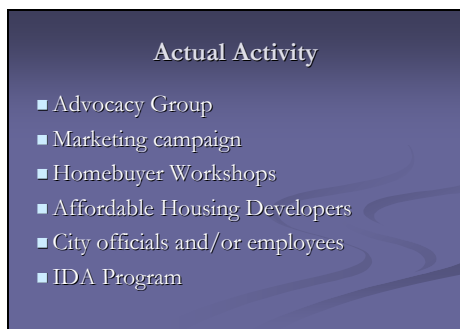 Actual Activity
Advocacy Group
Marketing campaign
Homebuyer Workshops
Affordable Housing Developers
City officials and/or employees
IDA Program